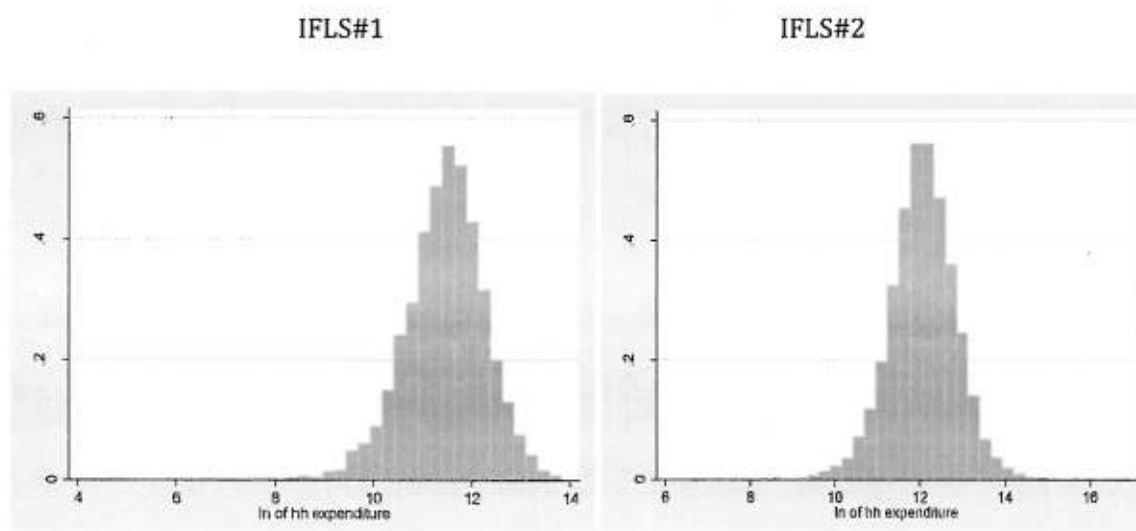 IFLS#1
IFLS#2
.6
.4
.2
0
4 6 8 10 12 14
ln of hh expenditure
.6
.4
.2
0
6 8 10 12 14 16
ln of hh expenditure